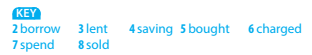 KEY
2 borrow 3 lent 4 saving 5 bought 6 charged
7 spend 8 sold